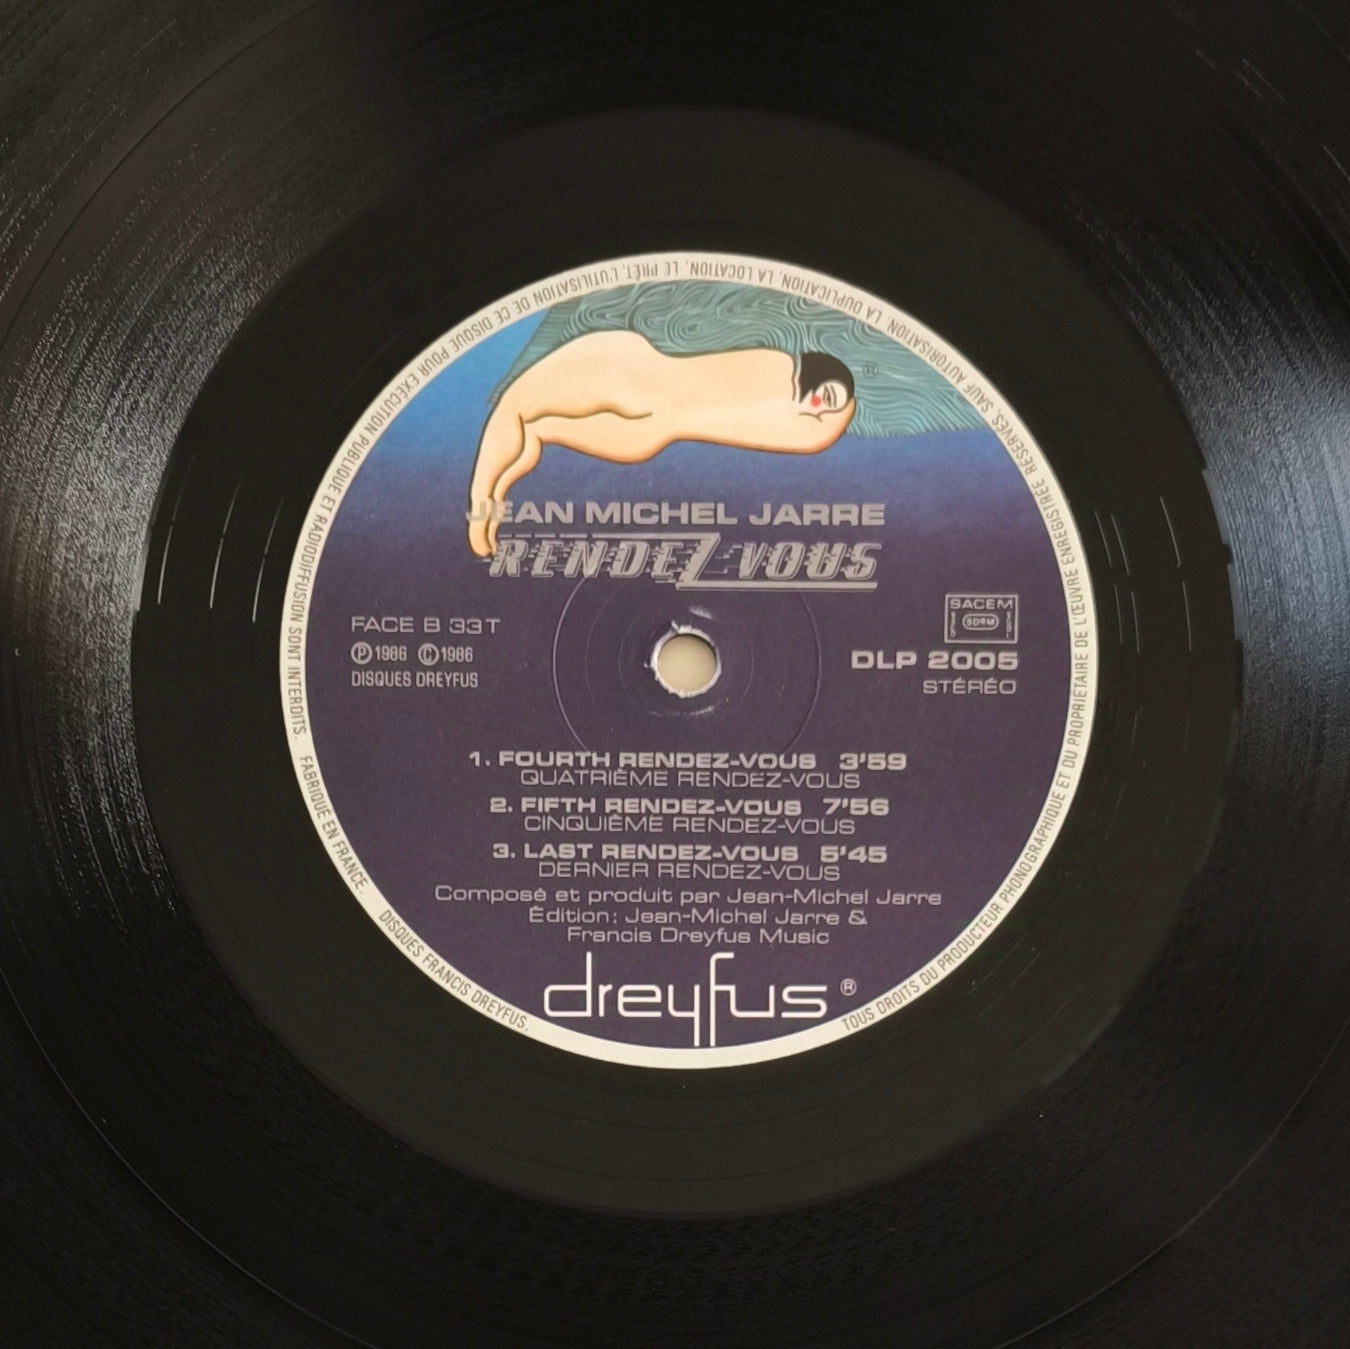 JEAN MICHEL JARRE
RENDEZ VOUS
FACE B 33T
Ⓟ1986 Ⓒ1986
DISQUES DREYFUS
SACEM
SDRM
DLP 2005
STÉRÉO
1. FOURTH RENDEZ-VOUS 3'59
QUATRIÈME RENDEZ-VOUS
2. FIFTH RENDEZ-VOUS 7'56
CINQUIÈME RENDEZ-VOUS
3. LAST RENDEZ-VOUS 5'45
DERNIER RENDEZ-VOUS
Composé et produit par Jean-Michel Jarre
Édition: Jean-Michel Jarre &
Francis Dreyfus Music
dreyfus®
TOUS DROITS DU PRODUCTEUR PHONOGRAPHIQUE ET DU PROPRIÉTAIRE DE L'ŒUVRE ENREGISTRÉE RÉSERVÉS. SAUF AUTORISATION, LA DUPLICATION, LA LOCATION, LE PRÊT, L'UTILISATION DE CE DISQUE POUR EXÉCUTION PUBLIQUE ET RADIODIFFUSION SONT INTERDITS. FABRIQUÉ EN FRANCE. DISQUES FRANCIS DREYFUS.